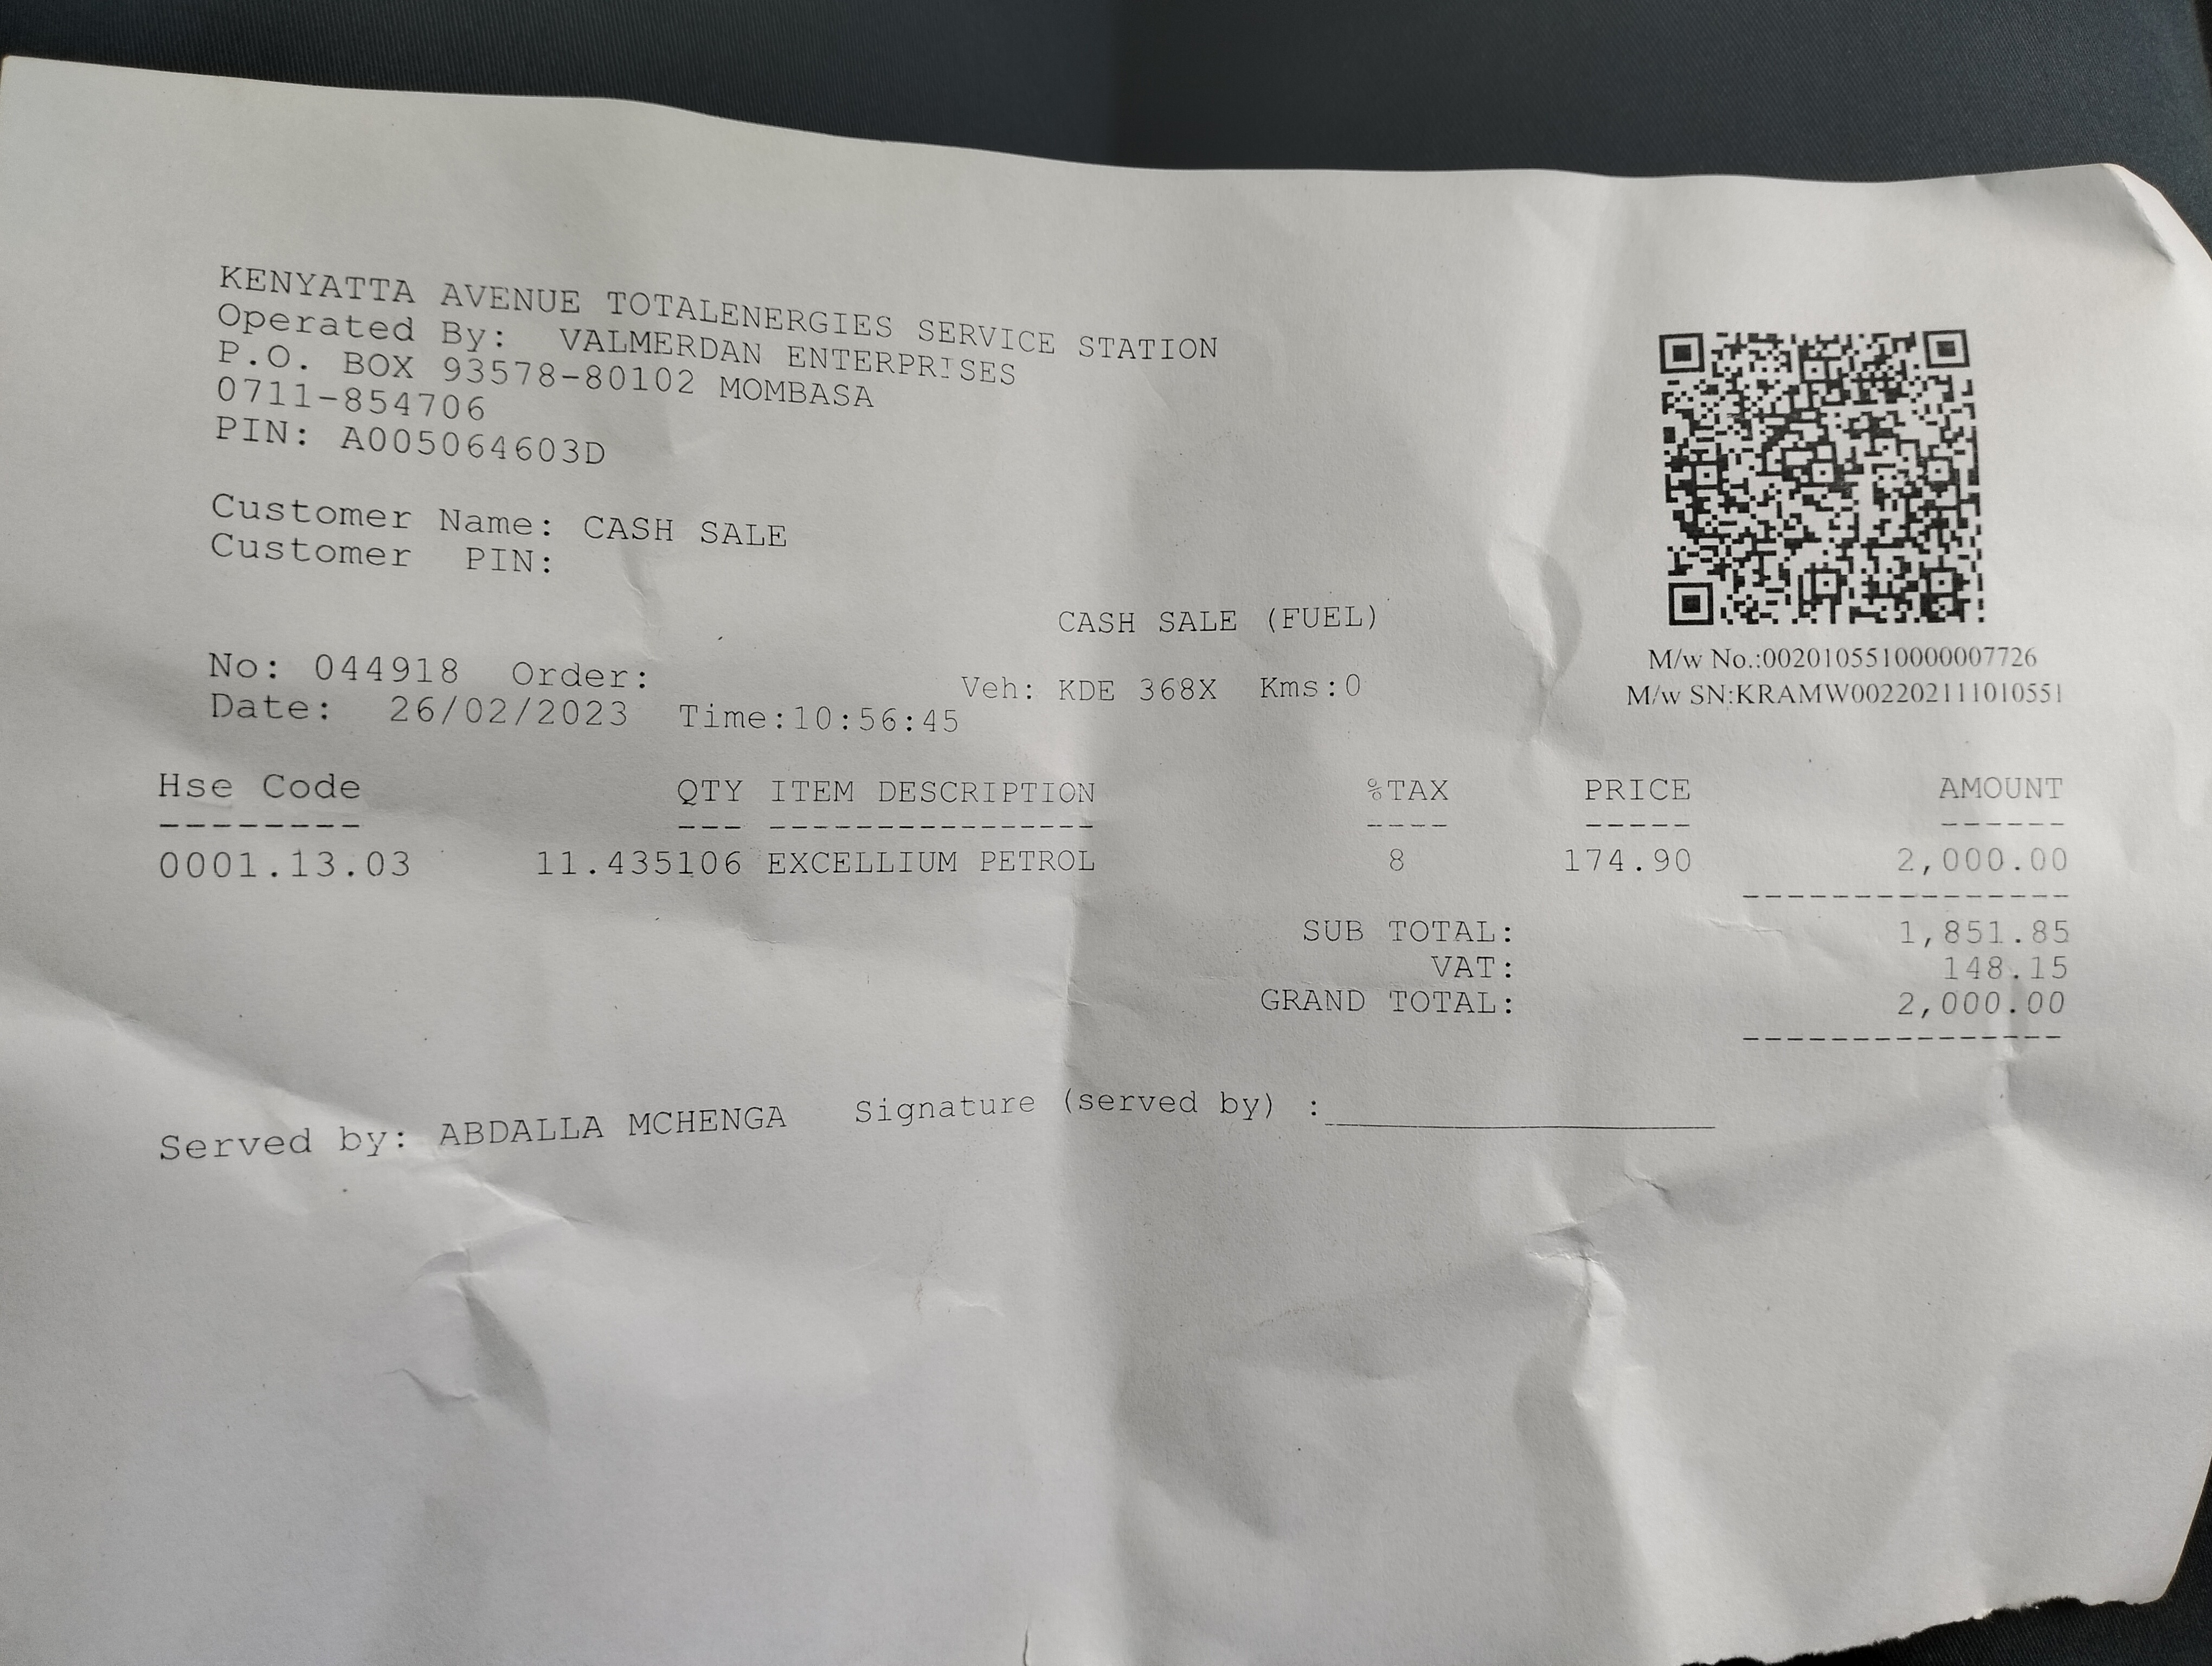 KENYATTA AVENUE TOTALENERGIES SERVICE STATION
Operated By: VALMERDAN ENTERPRISES
P.O. BOX 93578-80102 MOMBASA
0711-854706
PIN: A005064603D
Customer Name: CASH SALE
Customer PIN:
CASH SALE (FUEL)
M/w No.:0020105510000007726
M/w SN:KRAMW002202111010551
No: 044918 Order:
Veh: KDE 368X Kms:0
Date: 26/02/2023 Time:10:56:45
Hse Code QTY ITEM DESCRIPTION %TAX PRICE AMOUNT
-------- --- ---------------- ---- ----- ------
0001.13.03 11.435106 EXCELLIUM PETROL 8 174.90 2,000.00
---------------
SUB TOTAL: 1,851.85
VAT: 148.15
GRAND TOTAL: 2,000.00
---------------
Served by: ABDALLA MCHENGA Signature (served by) :__________________